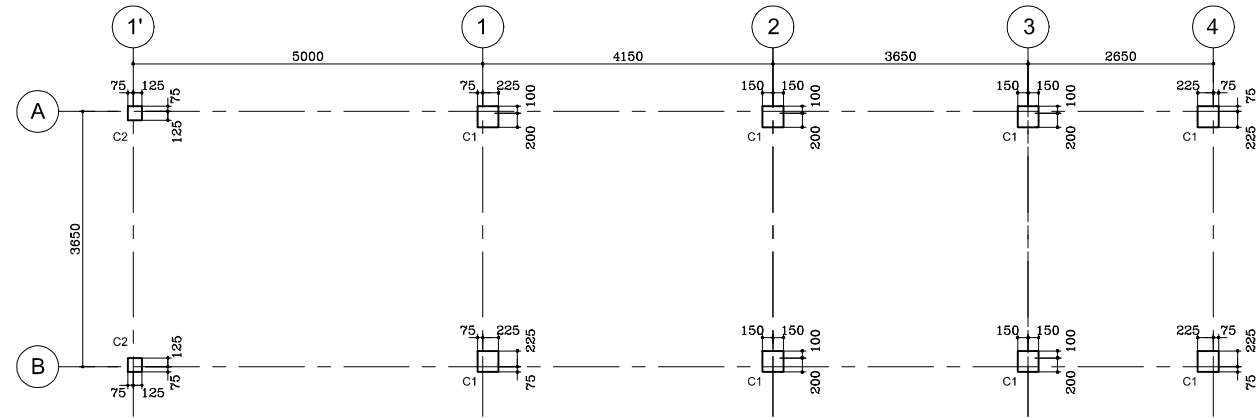 1' 1 2 3 4
5000 4150 3650 2650
75 125 75 225 150 150 150 150 225 75
A 75 100 100 100 75
125 200 200 200 225
C2 C1 C1 C1 C1
3650
75 225 150 150 150 150 225 75
C2 125 225 100 100 225
B 75 75 200 200 75
75 125 C1 C1 C1 C1